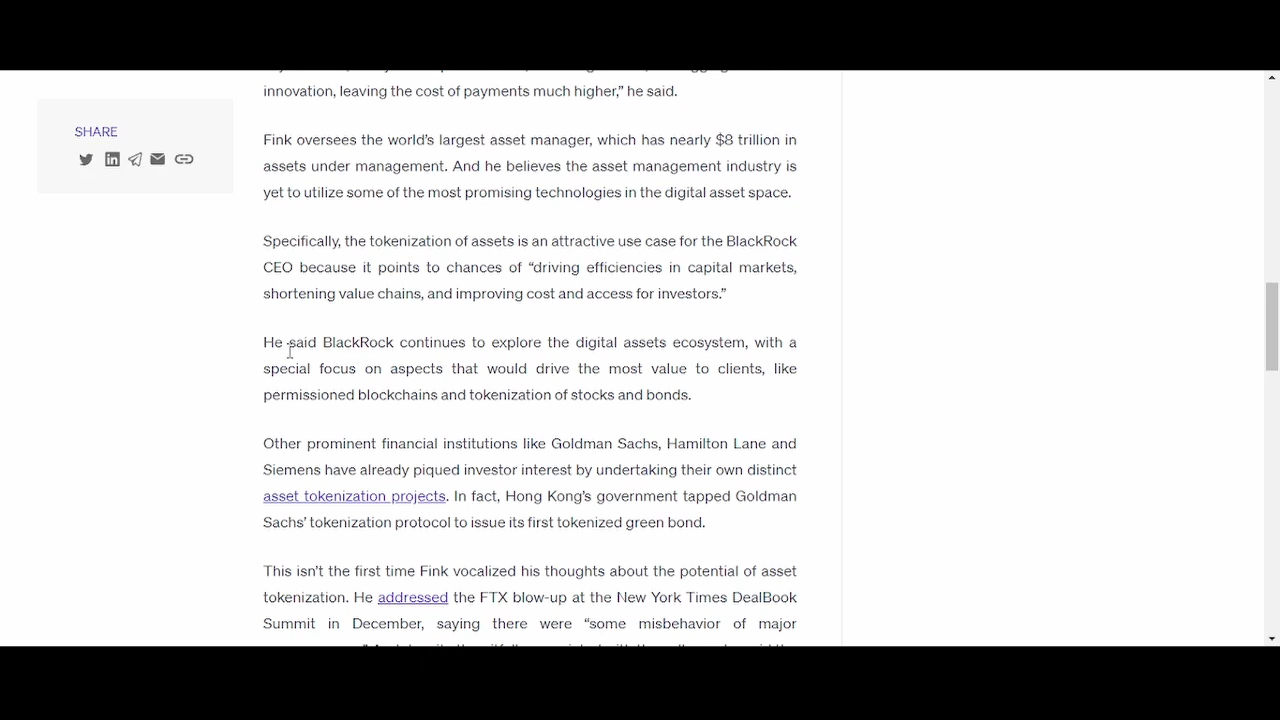 innovation, leaving the cost of payments much higher,” he said.
SHARE
Fink oversees the world’s largest asset manager, which has nearly $8 trillion in
assets under management. And he believes the asset management industry is
yet to utilize some of the most promising technologies in the digital asset space.
Specifically, the tokenization of assets is an attractive use case for the BlackRock
CEO because it points to chances of “driving efficiencies in capital markets,
shortening value chains, and improving cost and access for investors.”
He said BlackRock continues to explore the digital assets ecosystem, with a
special focus on aspects that would drive the most value to clients, like
permissioned blockchains and tokenization of stocks and bonds.
Other prominent financial institutions like Goldman Sachs, Hamilton Lane and
Siemens have already piqued investor interest by undertaking their own distinct
asset tokenization projects. In fact, Hong Kong’s government tapped Goldman
Sachs’ tokenization protocol to issue its first tokenized green bond.
This isn’t the first time Fink vocalized his thoughts about the potential of asset
tokenization. He addressed the FTX blow-up at the New York Times DealBook
Summit in December, saying there were “some misbehavior of major